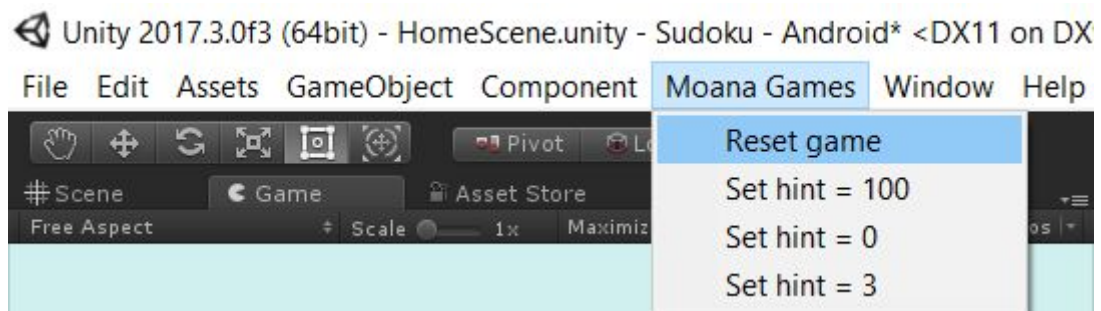 Unity 2017.3.0f3 (64bit) - HomeScene.unity - Sudoku - Android* <DX11 on DX
File Edit Assets GameObject Component Moana Games Window Help
Pivot
Reset game
Scene Game Asset Store
Set hint = 100
Free Aspect Scale 1x Maximiz
Set hint = 0
Set hint = 3